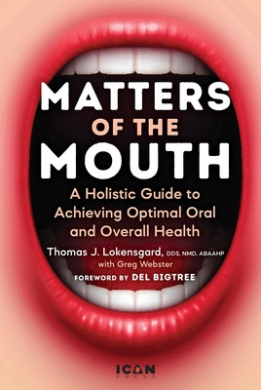 MATTERS
OF THE
MOUTH
A Holistic Guide to
Achieving Optimal Oral
and Overall Health
Thomas J. Lokensgard, DDS, NMD, ABAAHP
with Greg Webster
FOREWORD BY DEL BIGTREE
ICAN
PRESS